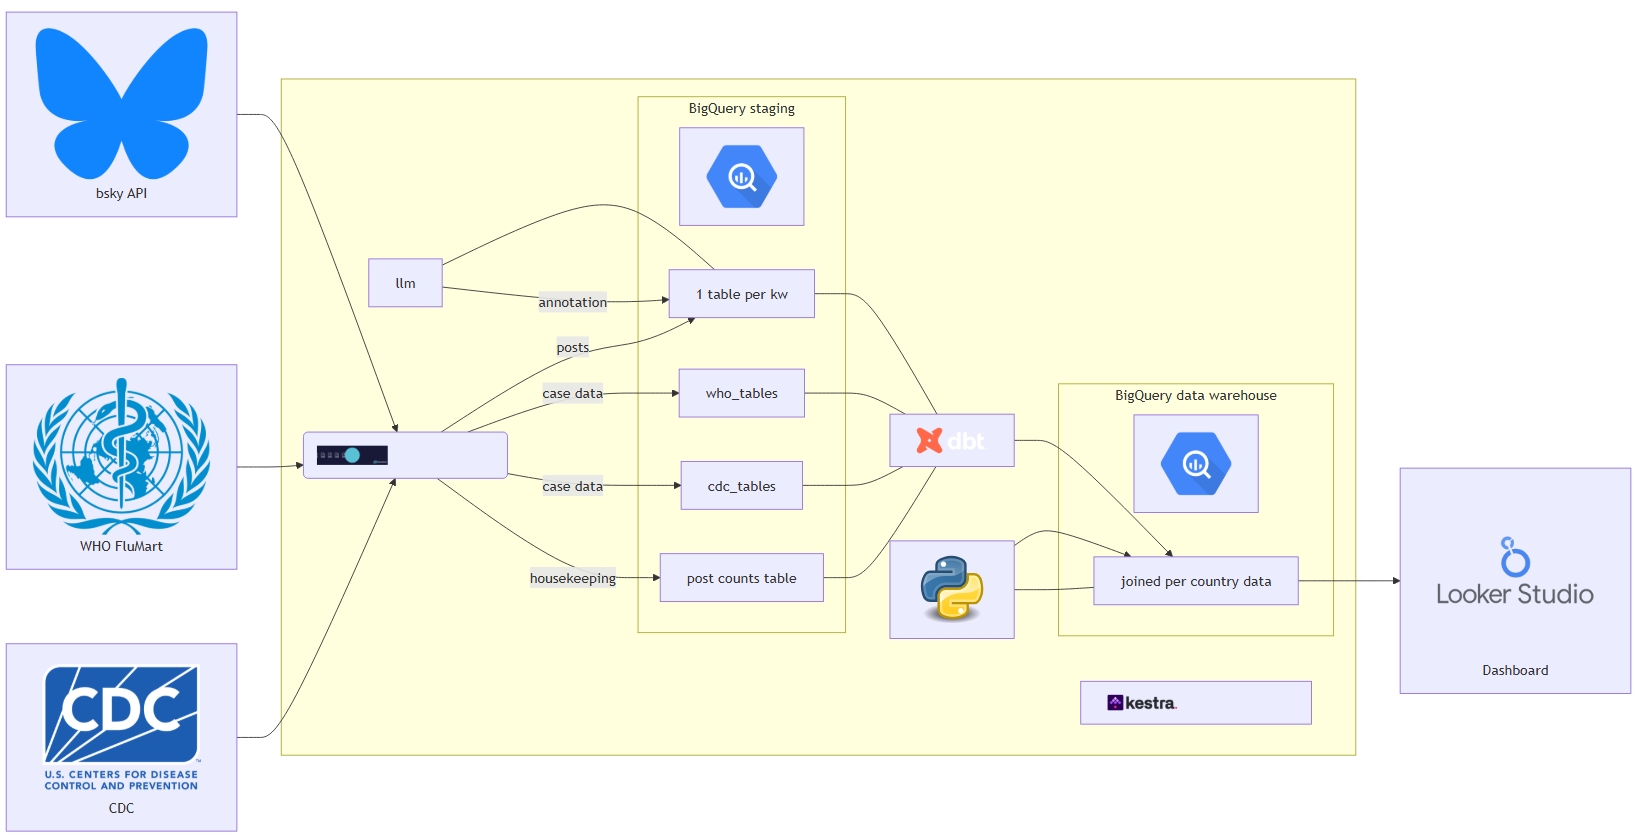 bsky API
BigQuery staging
llm
1 table per kw
annotation
posts
case data
who_tables
BigQuery data warehouse
dbt
case data
cdc_tables
WHO FluMart
housekeeping
post counts table
joined per country data
Looker Studio
Dashboard
CDC
U.S. CENTERS FOR DISEASE
CONTROL AND PREVENTION
CDC
kestra.